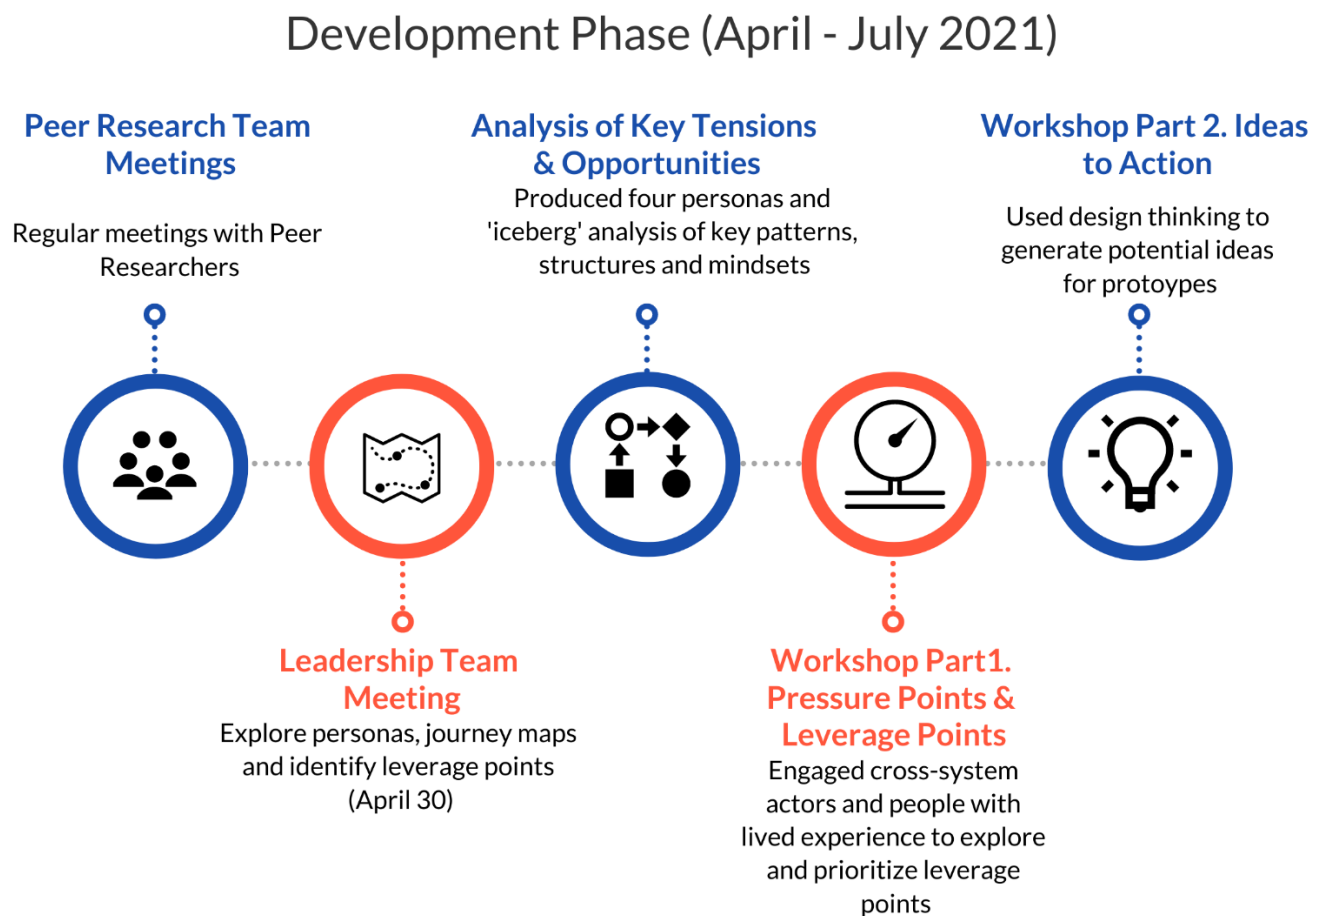 Development Phase (April - July 2021)
Peer Research Team
Meetings
Regular meetings with Peer
Researchers
Analysis of Key Tensions
& Opportunities
Produced four personas and
'iceberg' analysis of key patterns,
structures and mindsets
Workshop Part 2. Ideas
to Action
Used design thinking to
generate potential ideas
for protoypes
Leadership Team
Meeting
Explore personas, journey maps
and identify leverage points
(April 30)
Workshop Part1.
Pressure Points &
Leverage Points
Engaged cross-system
actors and people with
lived experience to explore
and prioritize leverage
points